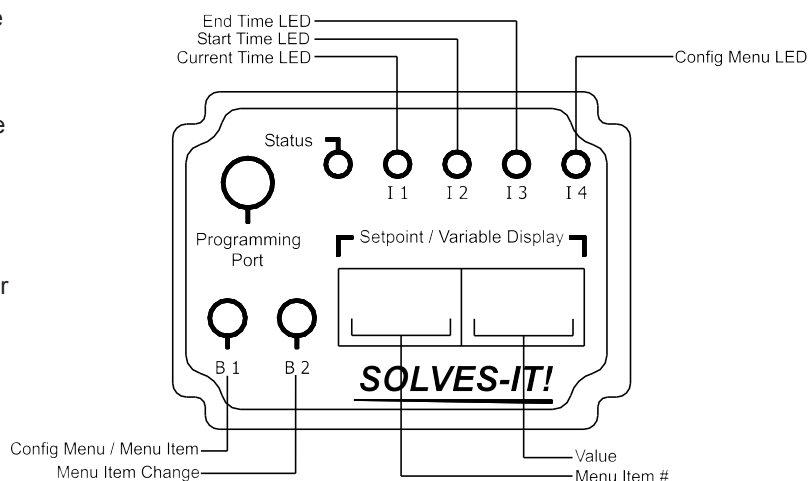 e
End Time LED
Start Time LED
Current Time LED
Config Menu LED
e
Status
I 1 I 2 I 3 I 4
Programming
Port
Setpoint / Variable Display
r
B 1 B 2
SOLVES-IT!
Config Menu / Menu Item
Menu Item Change
Value
Menu Item #